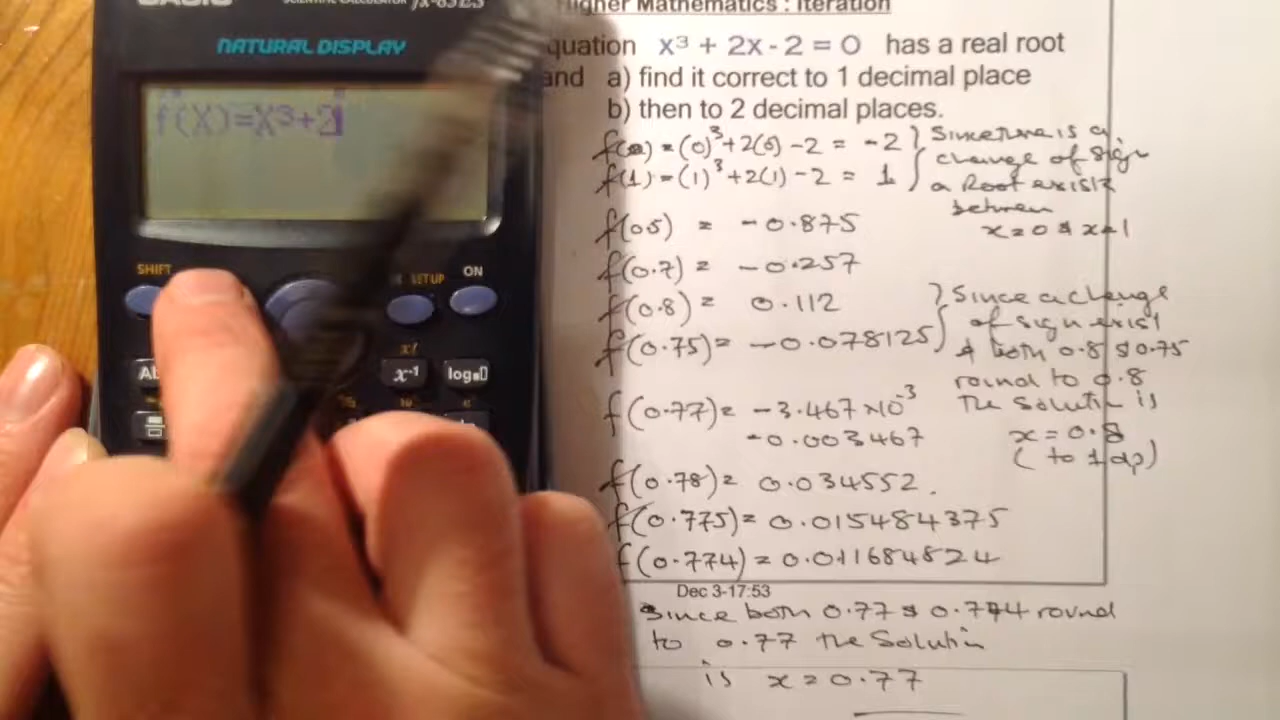 CASIO
SCIENTIFIC CALCULATOR
NATURAL DISPLAY
f(X)=X³+2
SHIFT
SET UP
ON
x!
x⁻¹
log
Higher Mathematics : Iteration
quation x³ + 2x - 2 = 0 has a real root
and a) find it correct to 1 decimal place
b) then to 2 decimal places.
f(0) = (0)³ + 2(0) - 2 = -2
f(1) = (1)³ + 2(1) - 2 = 1
Since there is a
change of sign
a Root exists
between
x=0 & x=1
f(0.5) = -0.875
f(0.7) = -0.257
f(0.8) = 0.112
f(0.75) = -0.078125
Since a change
of sign exist
& both 0.8 & 0.75
round to 0.8
the Solution is
x = 0.8
(to 1 dp)
f(0.77) = -3.467 x10⁻³
-0.003467
f(0.78) = 0.034552.
f(0.775) = 0.015484375
f(0.774) = 0.011684824
Dec 3-17:53
Since both 0.77 & 0.774 round
to 0.77 the Solution
is x = 0.77